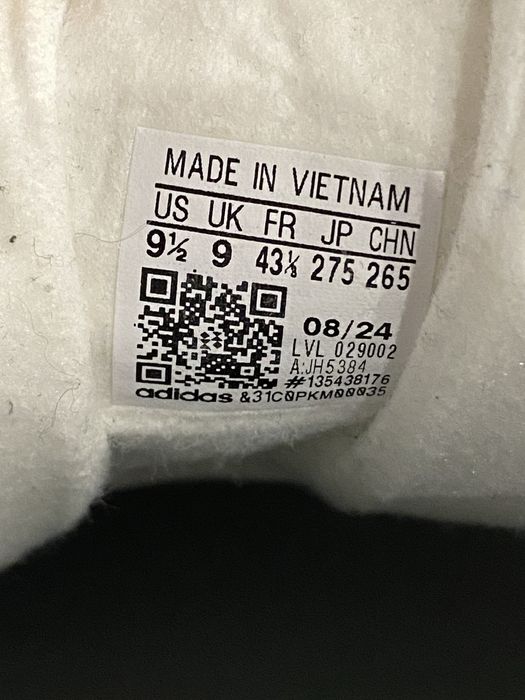 MADE IN VIETNAM
US UK FR JP CHN
9½ 9 43⅓ 275 265
08/24
LVL 029002
A:JH5384
#135438176
adidas &31C0PKM00035